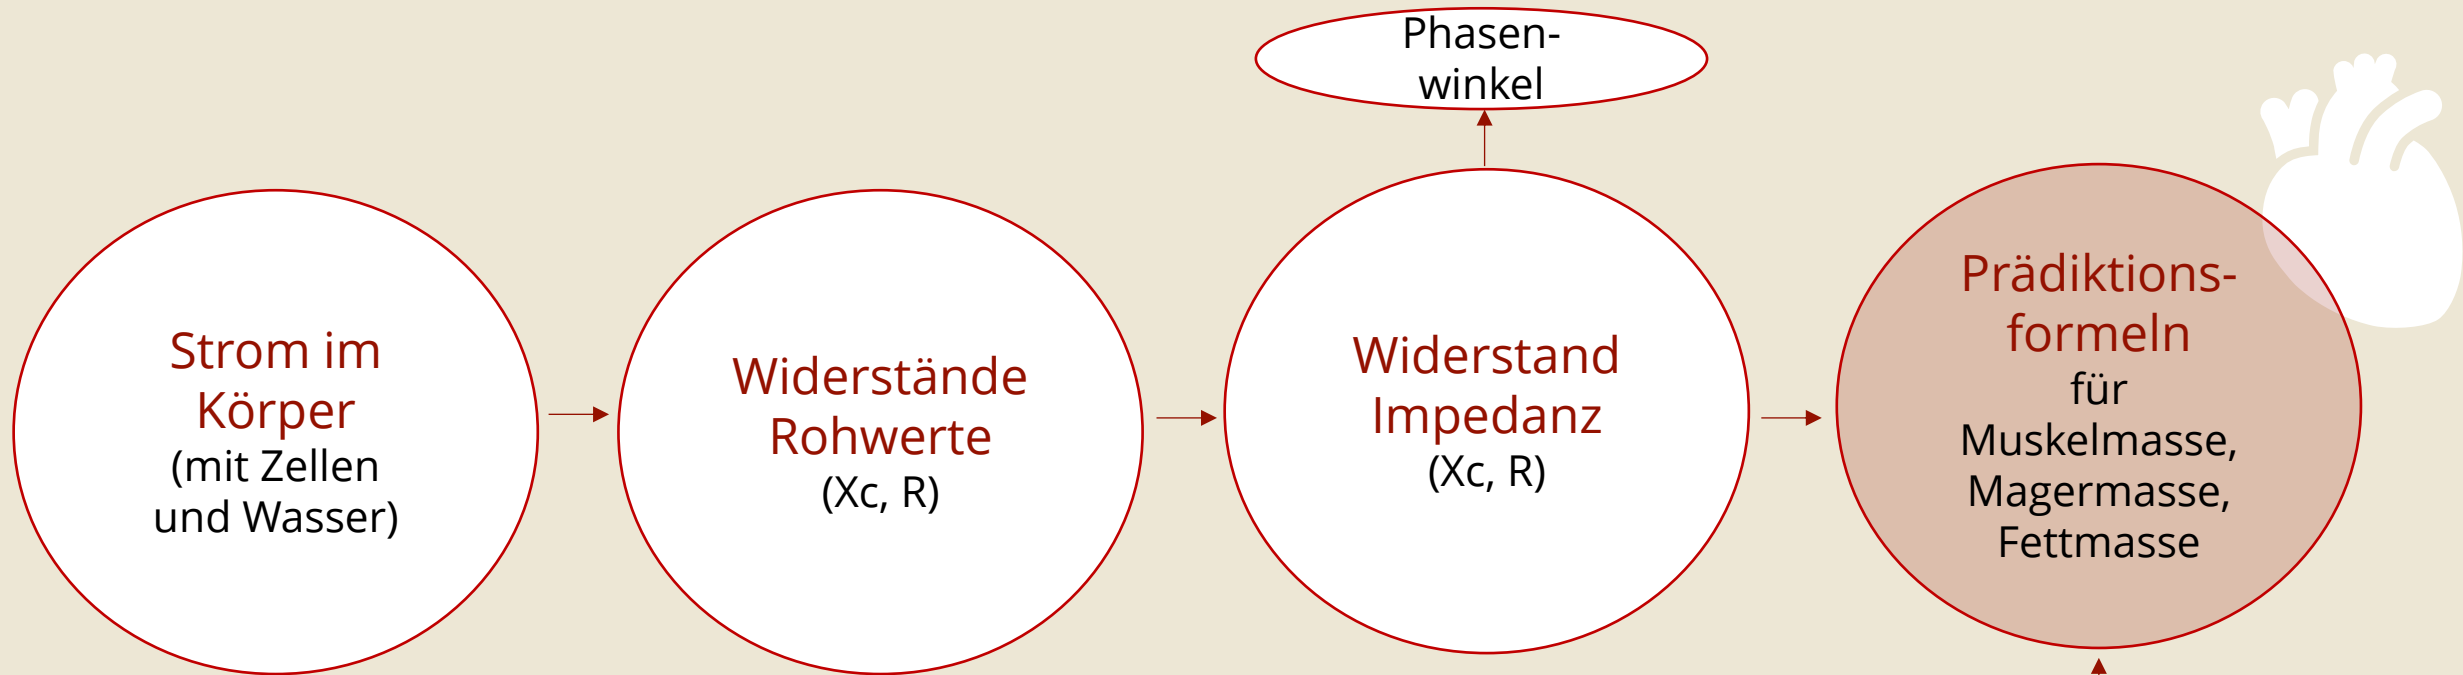 Phasen-
winkel
Strom im
Körper
(mit Zellen
und Wasser)
Widerstände
Rohwerte
(Xc, R)
Widerstand
Impedanz
(Xc, R)
Prädiktions-
formeln
für
Muskelmasse,
Magermasse,
Fettmasse